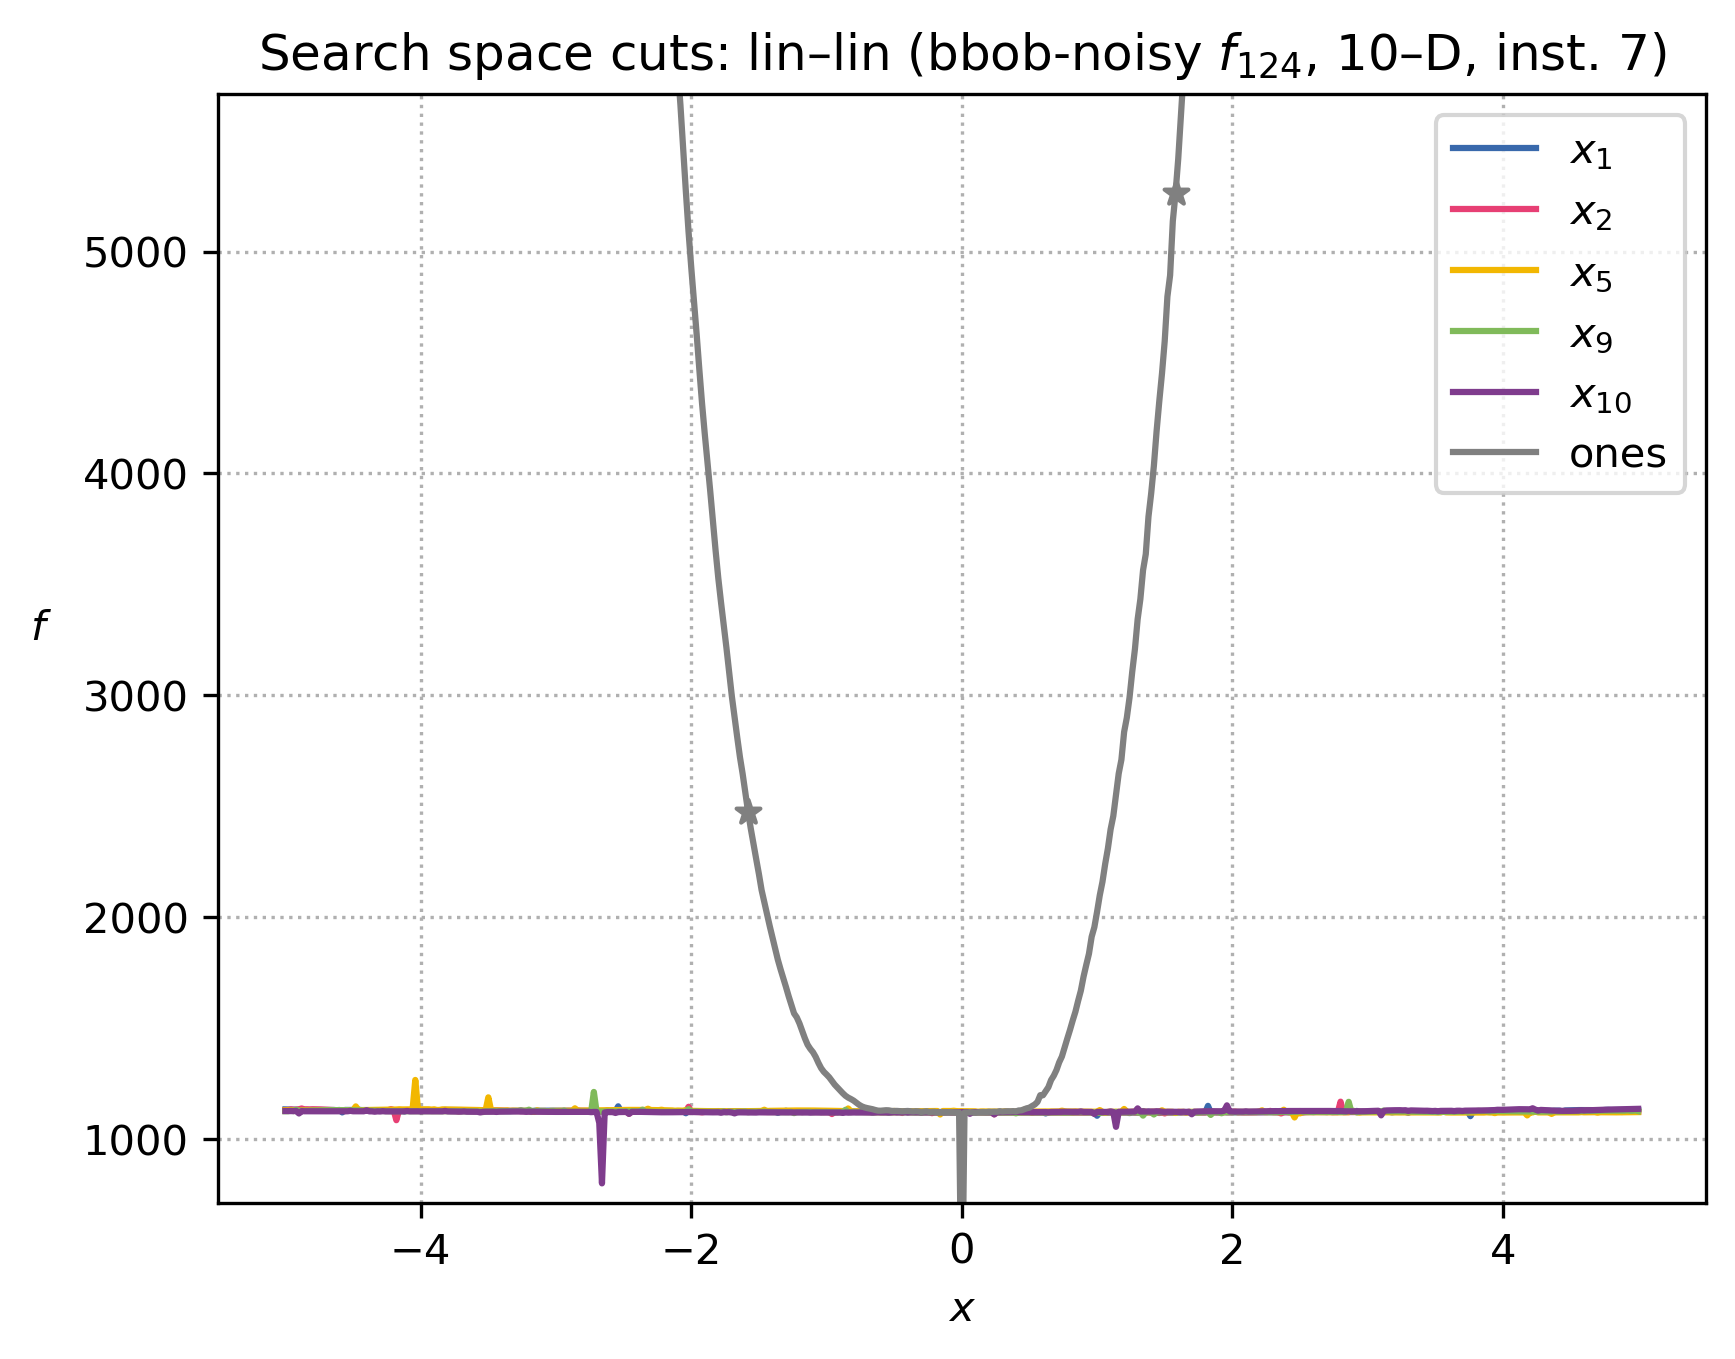 Search space cuts: lin–lin (bbob-noisy f₁₂₄, 10–D, inst. 7)
x₁
x₂
x₅
x₉
x₁₀
ones
5000
4000
3000
2000
1000
f
−4
−2
0
2
4
x